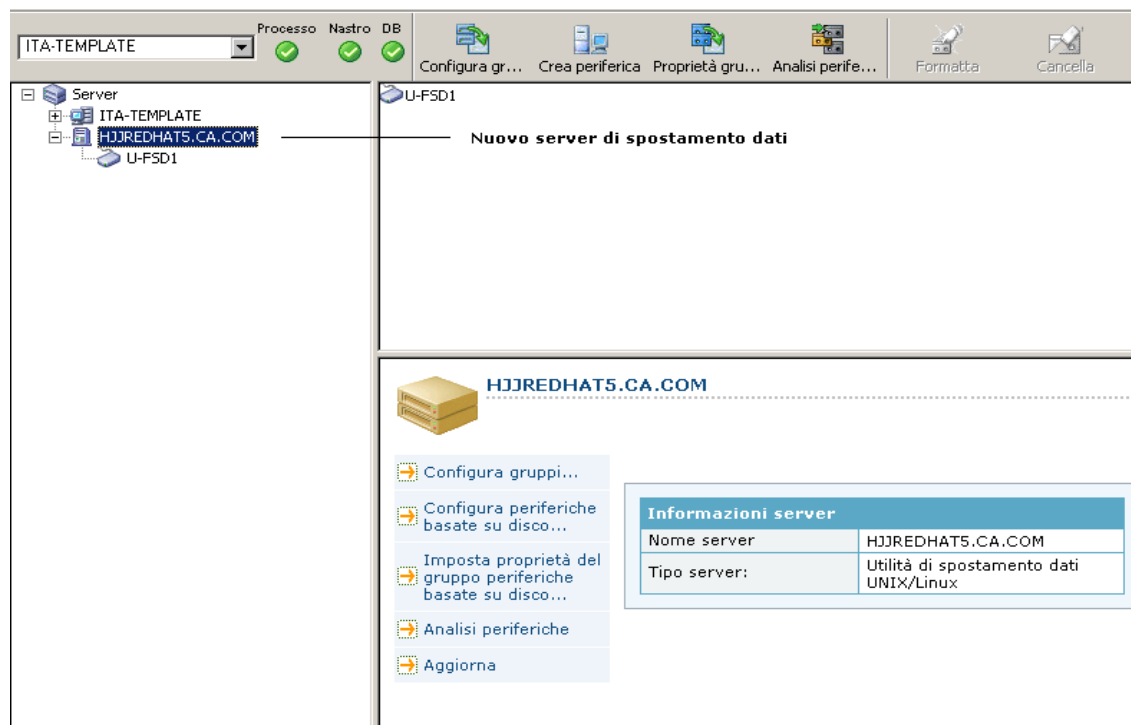 Processo Nastro DB
ITA-TEMPLATE
Configura gr... Crea periferica Proprietà gru... Analisi perife... Formatta Cancella
Server
ITA-TEMPLATE
HJJREDHAT5.CA.COM
U-FSD1
U-FSD1
Nuovo server di spostamento dati
HJJREDHAT5.CA.COM
Configura gruppi...
Configura periferiche
basate su disco...
Imposta proprietà del
gruppo periferiche
basate su disco...
Analisi periferiche
Aggiorna
Informazioni server
Nome server HJJREDHAT5.CA.COM
Tipo server: Utilità di spostamento dati
UNIX/Linux